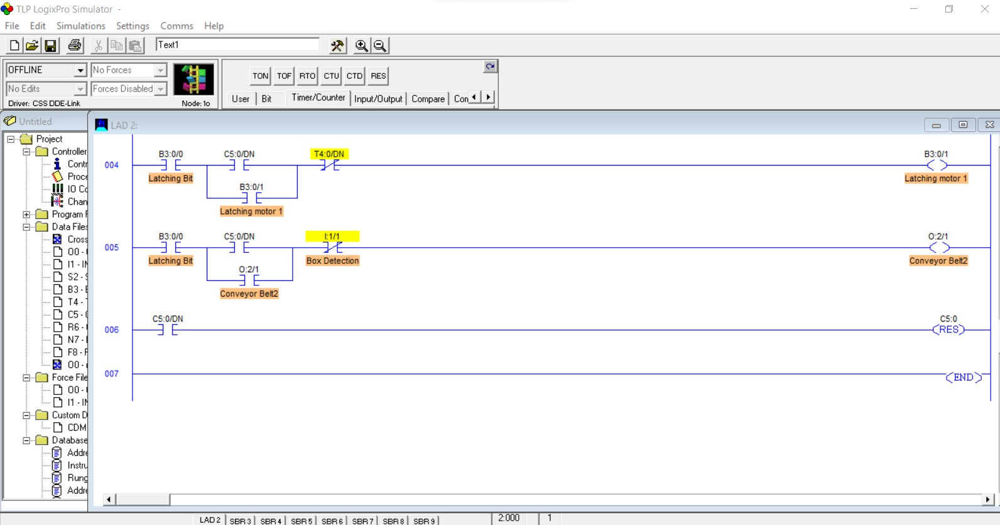 TLP LogixPro Simulator -
File Edit Simulations Settings Comms Help
Text1
OFFLINE No Forces
No Edits Forces Disabled
Driver: CSS DDE-Link Node: 1o
TON TOF RTO CTU CTD RES
User Bit Timer/Counter Input/Output Compare Con
Untitled
Project
Controller
Contr
Proce
IO Co
Chan
Program F
Data Files
Cross
O0 -
I1 - IN
S2 - S
B3 - B
T4 - T
C5 -
R6 -
N7 -
F8 - F
O0 -
Force File
O0 -
I1 - IN
Custom D
CDM
Database
Addre
Instru
Rung
Addre
LAD 2:
B3:0/0 C5:0/DN T4:0/DN B3:0/1
004
Latching Bit Latching motor 1
B3:0/1
Latching motor 1
B3:0/0 C5:0/DN I:1/1 O:2/1
005
Latching Bit Box Detection Conveyor Belt2
O:2/1
Conveyor Belt2
C5:0/DN C5:0
006 RES
007 END
LAD 2 SBR 3 SBR 4 SBR 5 SBR 6 SBR 7 SBR 8 SBR 9 2:000 1